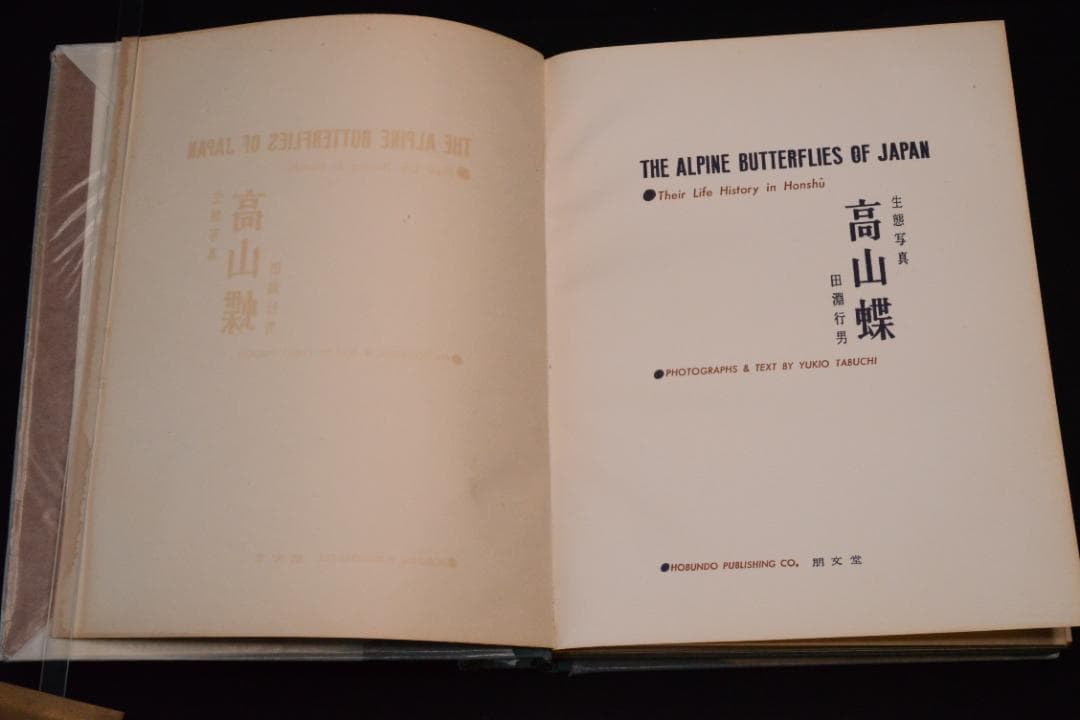 THE ALPINE BUTTERFLIES OF JAPAN
Their Life History in Honshû
生態写真
高山蝶
田淵行男
PHOTOGRAPHS & TEXT BY YUKIO TABUCHI
HOBUNDO PUBLISHING CO. 朋文堂